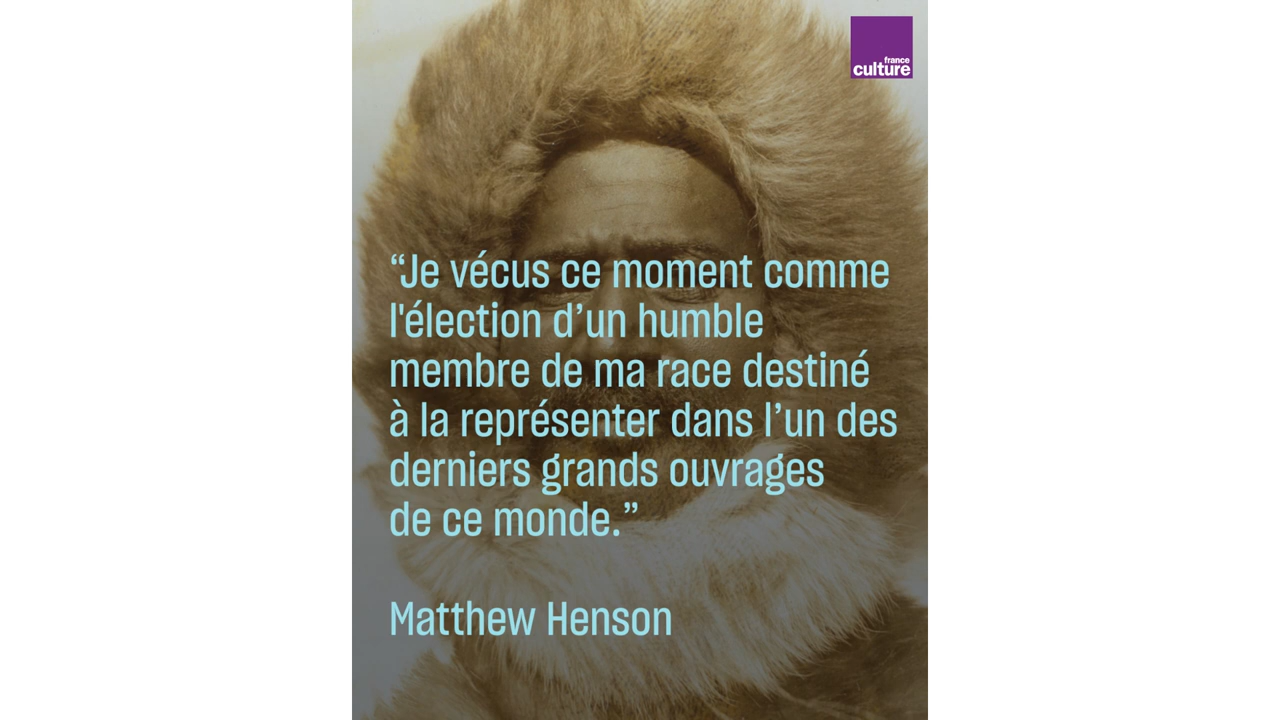 france
culture
“Je vécus ce moment comme
l'élection d’un humble
membre de ma race destiné
à la représenter dans l’un des
derniers grands ouvrages
de ce monde.”
Matthew Henson